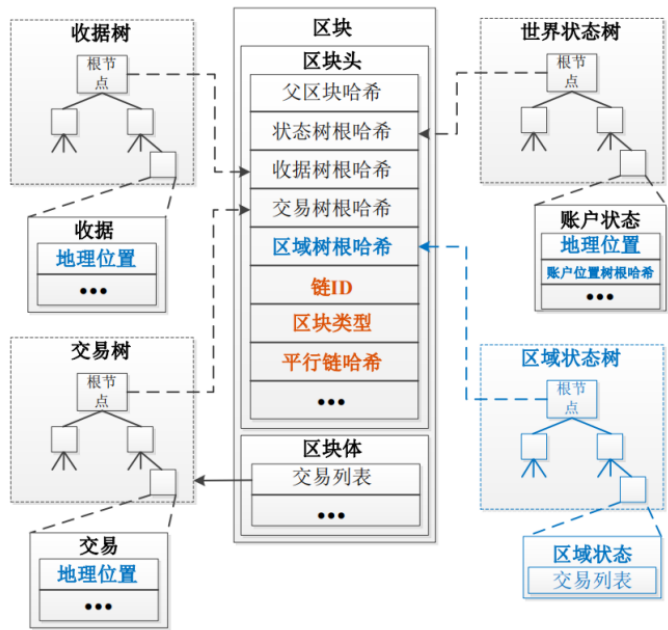 收据树
根节
点
收据
地理位置
•••
交易树
根节
点
交易
地理位置
•••
区块
区块头
父区块哈希
状态树根哈希
收据树根哈希
交易树根哈希
区域树根哈希
链ID
区块类型
平行链哈希
•••
区块体
交易列表
•••
世界状态树
根节
点
账户状态
地理位置
账户位置树根哈希
•••
区域状态树
根节
点
区域状态
交易列表